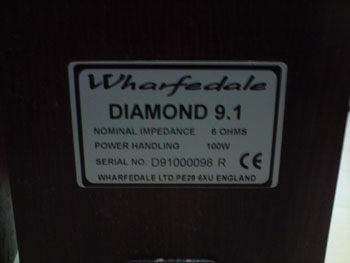 Wharfedale
DIAMOND 9.1
NOMINAL IMPEDANCE 6 OHMS
POWER HANDLING 100W
SERIAL NO. D91000098 R CE
WHARFEDALE LTD.PE29 6XU ENGLAND